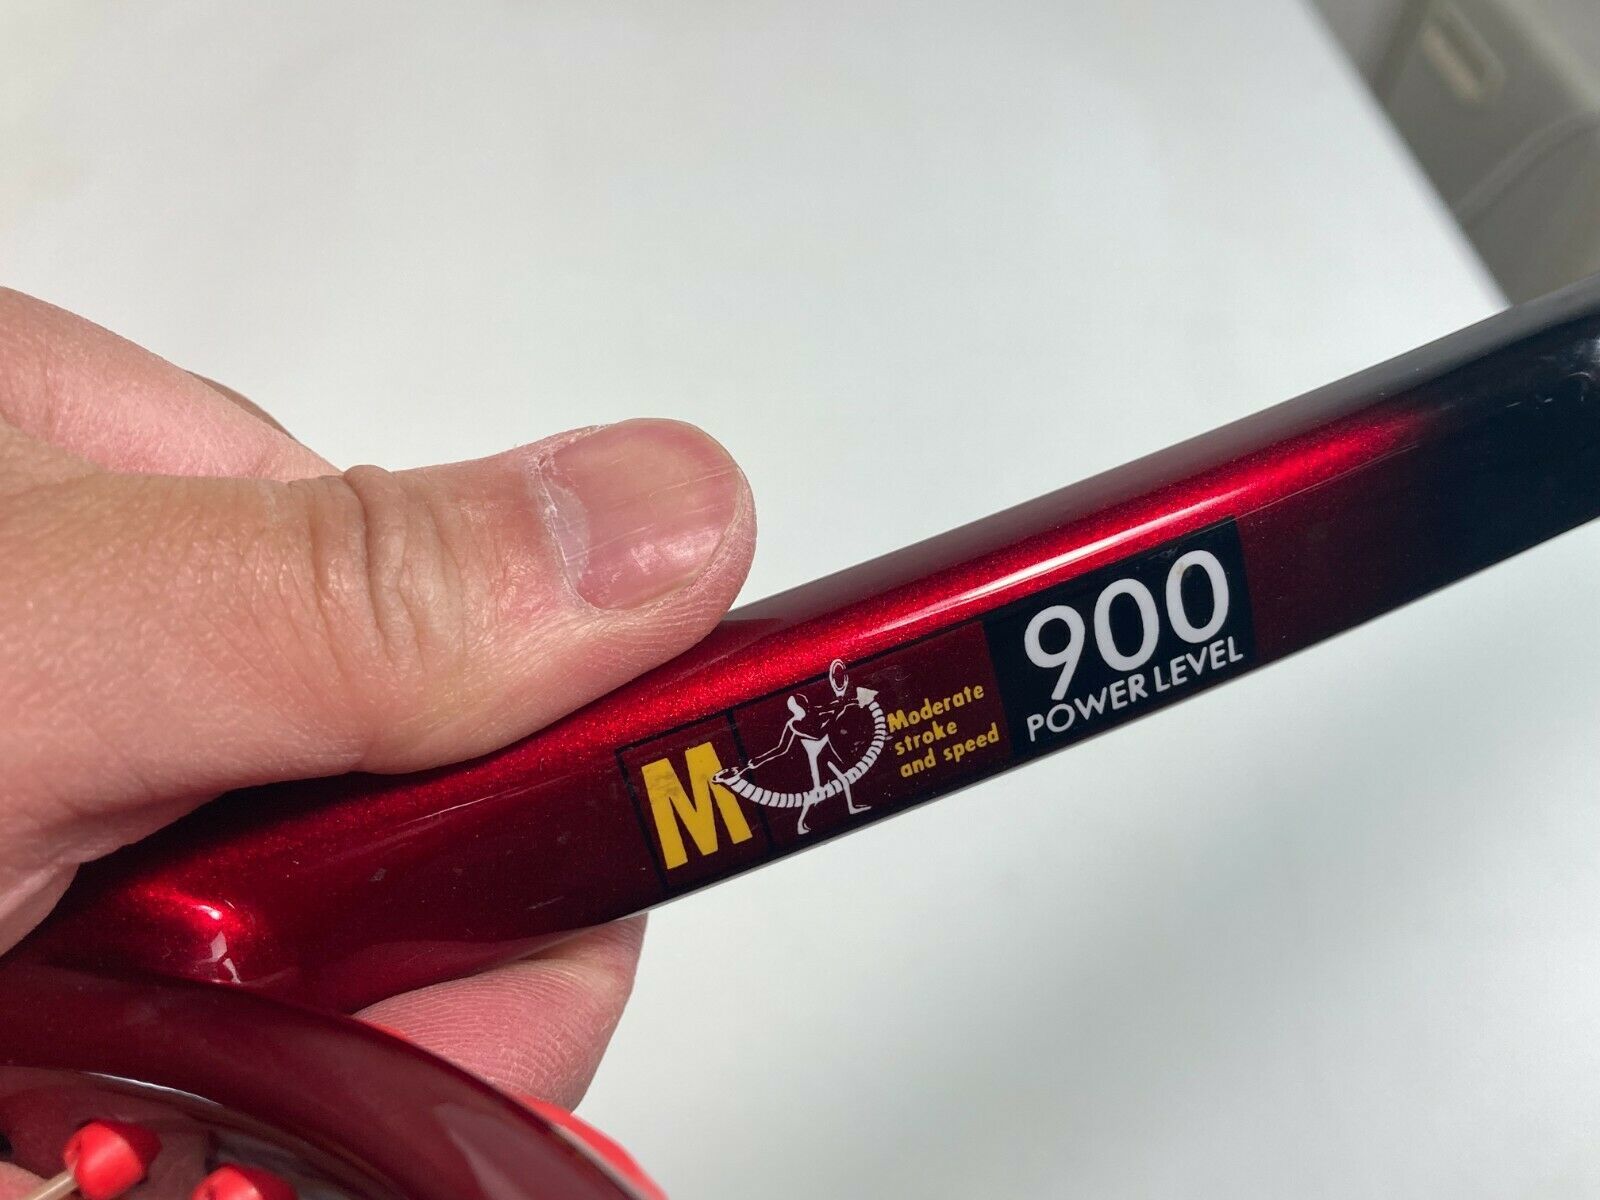 M
Moderate
stroke
and speed
900
POWER LEVEL